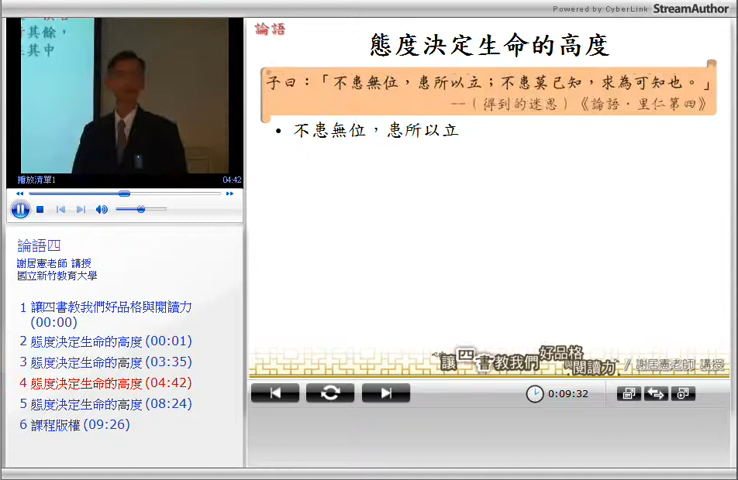 Powered by CyberLink StreamAuthor
其餘，
其中
播放清單1
04:42
論語四
謝居憲老師 講授
國立新竹教育大學
1 讓四書教我們好品格與閱讀力 (00:00)
2 態度決定生命的高度 (00:01)
3 態度決定生命的高度 (03:35)
4 態度決定生命的高度 (04:42)
5 態度決定生命的高度 (08:24)
6 課程版權 (09:26)
論語
態度決定生命的高度
子曰：「不患無位，患所以立；不患莫己知，求為可知也。」
--（得到的迷思）《論語·里仁第四》
• 不患無位，患所以立
讓四書教我們好品格閱讀力 / 謝居憲老師 講授
0:09:32